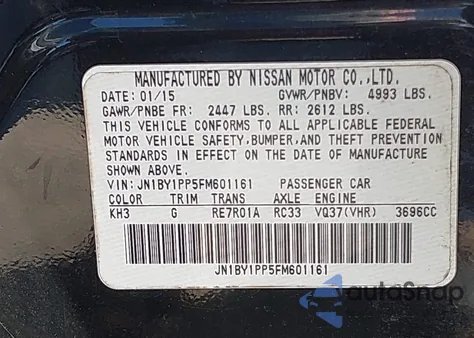 MANUFACTURED BY NISSAN MOTOR CO.,LTD.
DATE: 01/15 GVWR/PNBV: 4993 LBS.
GAWR/PNBE FR: 2447 LBS. RR: 2612 LBS.
THIS VEHICLE CONFORMS TO ALL APPLICABLE FEDERAL
MOTOR VEHICLE SAFETY,BUMPER,AND THEFT PREVENTION
STANDARDS IN EFFECT ON THE DATE OF MANUFACTURE
SHOWN ABOVE.
VIN: JN1BY1PP5FM601161 PASSENGER CAR
COLOR TRIM TRANS AXLE ENGINE
KH3 G RE7R01A RC33 VQ37(VHR) 3696CC
JN1BY1PP5FM601161
autoSnap